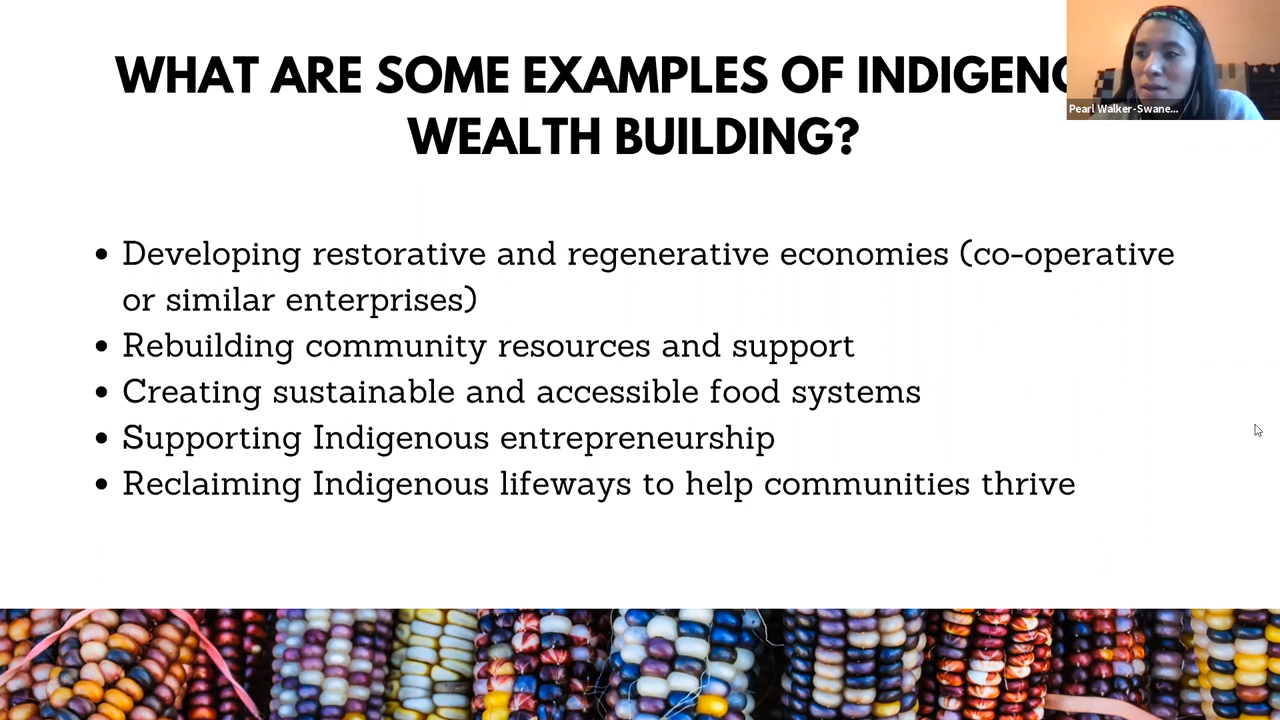 WHAT ARE SOME EXAMPLES OF INDIGENO
WEALTH BUILDING?
Pearl Walker-Swane...
• Developing restorative and regenerative economies (co-operative
or similar enterprises)
• Rebuilding community resources and support
• Creating sustainable and accessible food systems
• Supporting Indigenous entrepreneurship
• Reclaiming Indigenous lifeways to help communities thrive